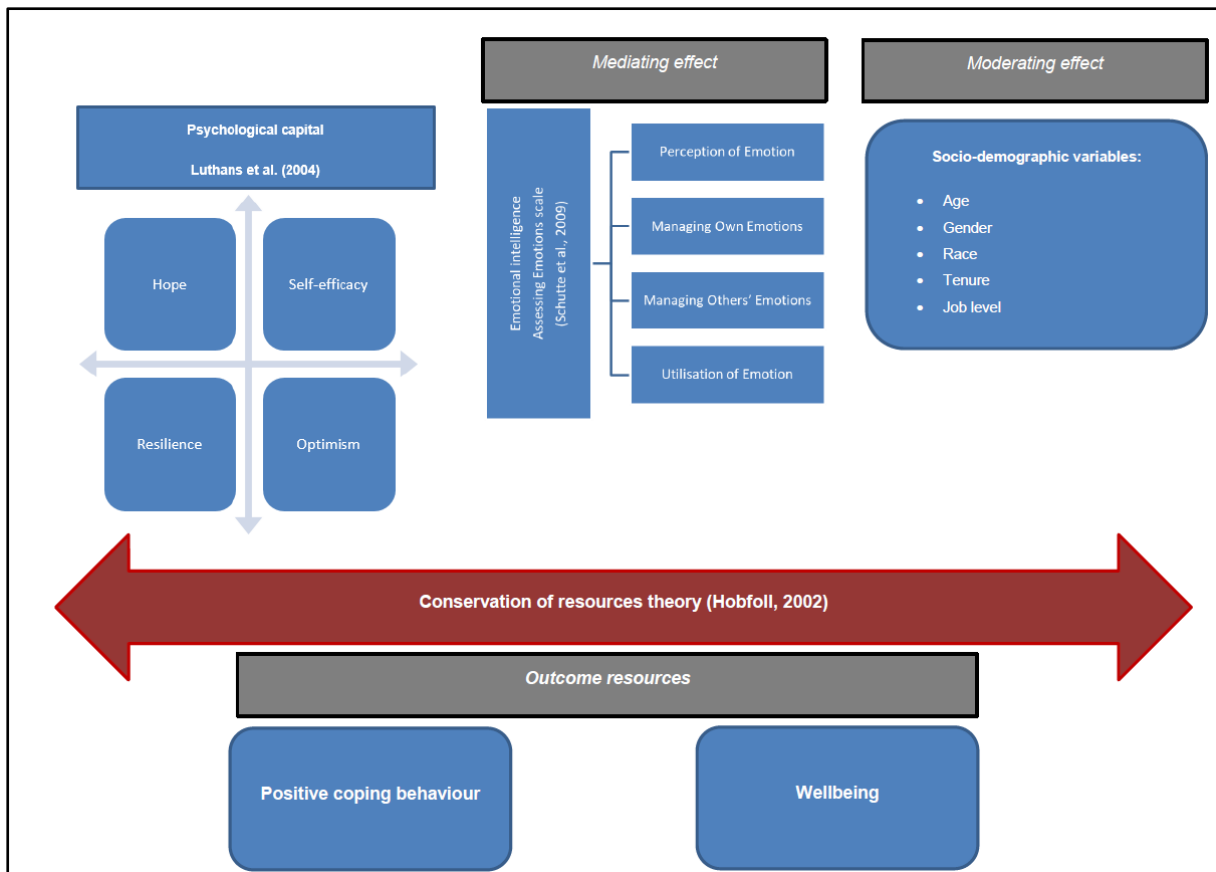 Mediating effect
Moderating effect
Psychological capital
Luthans et al. (2004)
Hope
Self-efficacy
Resilience
Optimism
Emotional intelligence
Assessing Emotions scale
(Schutte et al., 2009)
Perception of Emotion
Managing Own Emotions
Managing Others' Emotions
Utilisation of Emotion
Socio-demographic variables:
• Age
• Gender
• Race
• Tenure
• Job level
Conservation of resources theory (Hobfoll, 2002)
Outcome resources
Positive coping behaviour
Wellbeing